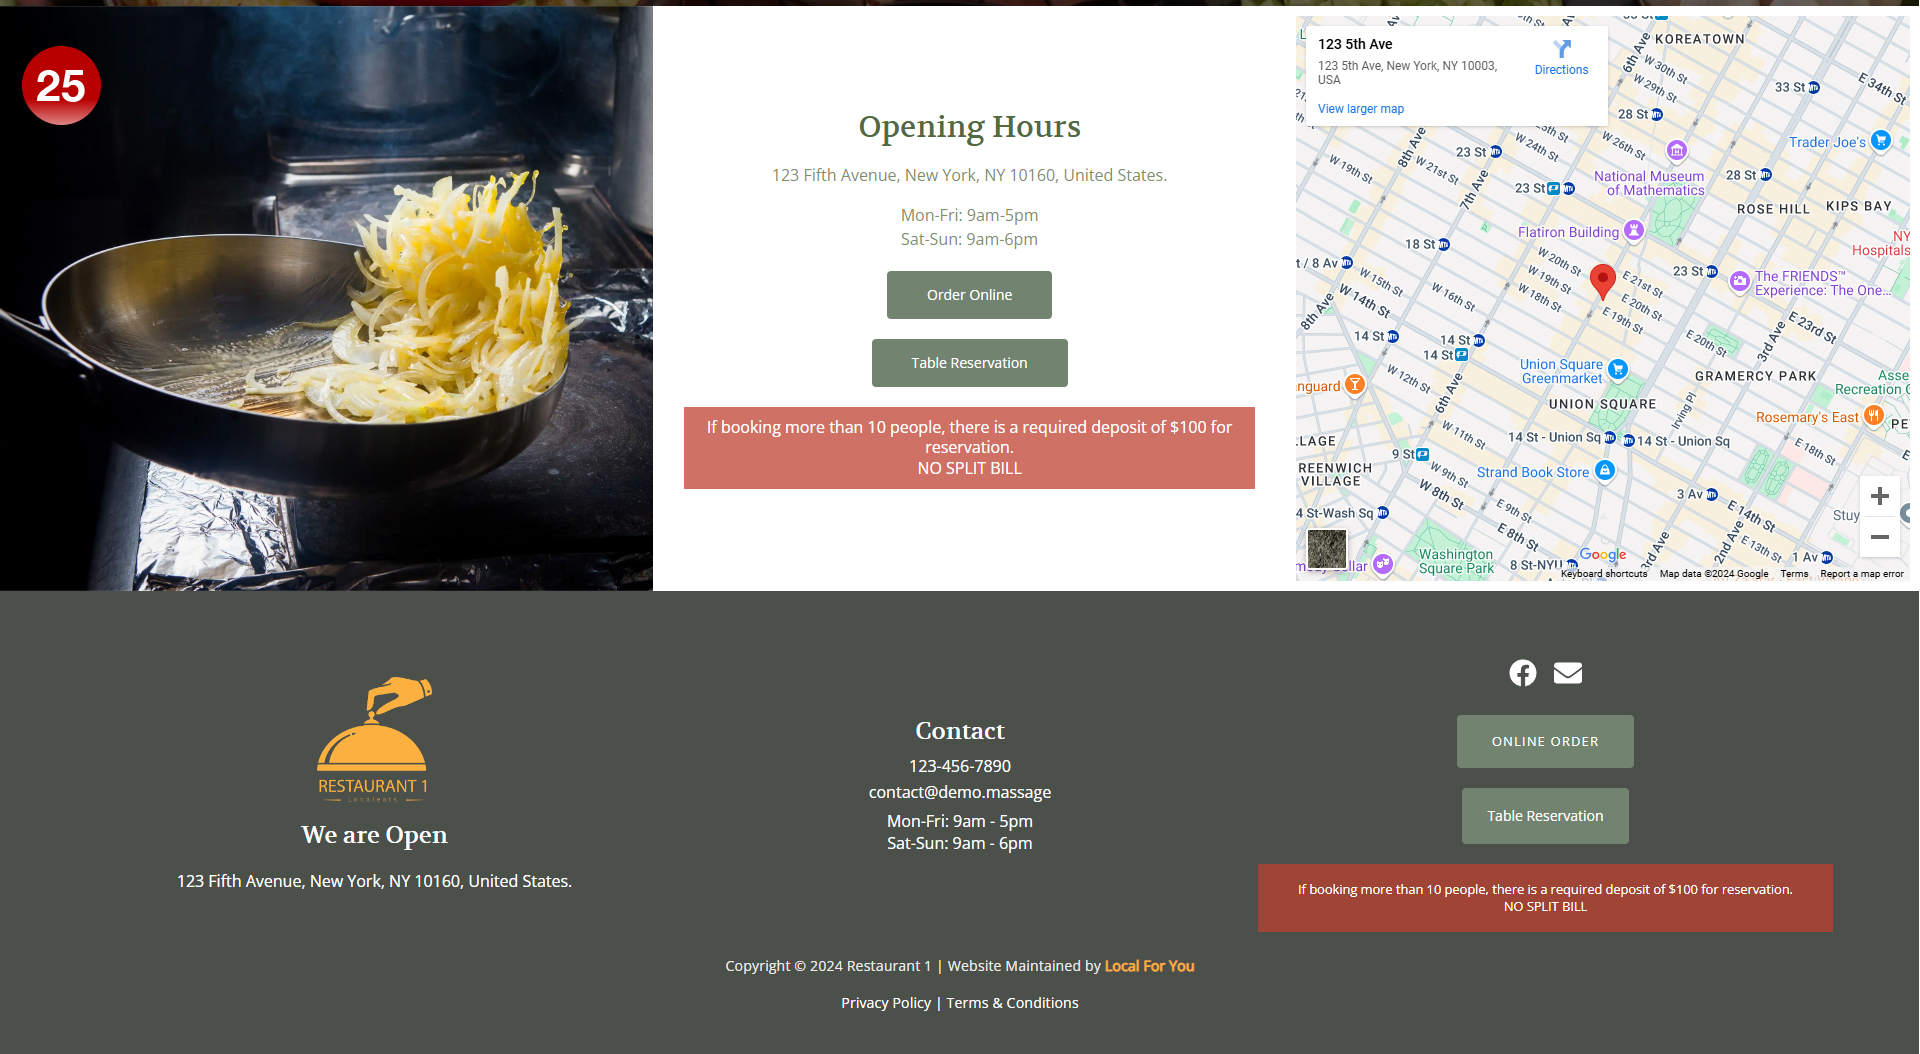 25
Opening Hours
123 Fifth Avenue, New York, NY 10160, United States.
Mon-Fri: 9am-5pm
Sat-Sun: 9am-6pm
Order Online
Table Reservation
If booking more than 10 people, there is a required deposit of $100 for
reservation.
NO SPLIT BILL
123 5th Ave
123 5th Ave, New York, NY 10003,
USA
Directions
View larger map
KOREATOWN
6th Ave
W 30th St
W 29th St
33 St
E 34th St
28 St
Trader Joe's
8th Ave
W 26th St
W 24th St
23 St
W 19th St
W 21st St
National Museum
of Mathematics
28 St
23 St
7th Ave
ROSE HILL
KIPS BAY
Flatiron Building
NY
Hospitals
18 St
W 20th St
t / 8 Av
W 15th St
W 19th St
E 21st St
23 St
The FRIENDS™
Experience: The One...
W 14th St
W 16th St
W 18th St
E 20th St
8th Ave
E 19th St
E 23rd St
14 St
14 St
14 St
E 20th St
3rd Ave
Union Square
Greenmarket
W 12th St
GRAMERCY PARK
Asse
Recreation C
nguard
6th Ave
UNION SQUARE
Irving Pl
Rosemary's East
PE
W 11th St
LLAGE
14 St - Union Sq
14 St - Union Sq
E 18th St
9 St
REENWICH
VILLAGE
W 9th St
Strand Book Store
W 8th St
3 Av
4 St-Wash Sq
E 9th St
E 14th St
Stuy
E 8th St
2nd Ave
E 13th St
Washington
Square Park
Google
3rd Ave
1 Av
8 St-NYU
Keyboard shortcuts
Map data ©2024 Google
Terms
Report a map error
RESTAURANT 1
Localeats
We are Open
123 Fifth Avenue, New York, NY 10160, United States.
Contact
123-456-7890
contact@demo.massage
Mon-Fri: 9am - 5pm
Sat-Sun: 9am - 6pm
ONLINE ORDER
Table Reservation
If booking more than 10 people, there is a required deposit of $100 for reservation.
NO SPLIT BILL
Copyright © 2024 Restaurant 1 | Website Maintained by Local For You
Privacy Policy | Terms & Conditions